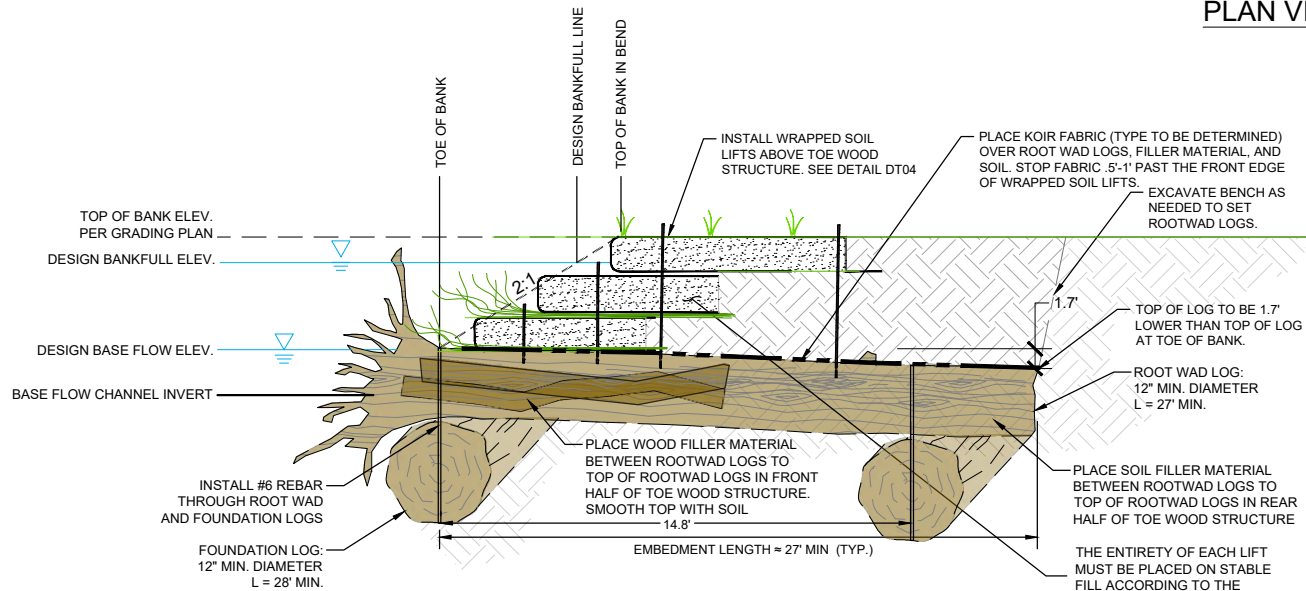 PLAN VI
TOE OF BANK
DESIGN BANKFULL LINE
TOP OF BANK IN BEND
INSTALL WRAPPED SOIL
LIFTS ABOVE TOE WOOD
STRUCTURE. SEE DETAIL DT04
PLACE KOIR FABRIC (TYPE TO BE DETERMINED)
OVER ROOT WAD LOGS, FILLER MATERIAL, AND
SOIL. STOP FABRIC .5'-1' PAST THE FRONT EDGE
OF WRAPPED SOIL LIFTS.
EXCAVATE BENCH AS
NEEDED TO SET
ROOTWAD LOGS.
TOP OF BANK ELEV.
PER GRADING PLAN
DESIGN BANKFULL ELEV.
2:1
1.7'
TOP OF LOG TO BE 1.7'
LOWER THAN TOP OF LOG
AT TOE OF BANK.
DESIGN BASE FLOW ELEV.
BASE FLOW CHANNEL INVERT
ROOT WAD LOG:
12" MIN. DIAMETER
L = 27' MIN.
PLACE WOOD FILLER MATERIAL
BETWEEN ROOTWAD LOGS TO
TOP OF ROOTWAD LOGS IN FRONT
HALF OF TOE WOOD STRUCTURE.
SMOOTH TOP WITH SOIL
INSTALL #6 REBAR
THROUGH ROOT WAD
AND FOUNDATION LOGS
PLACE SOIL FILLER MATERIAL
BETWEEN ROOTWAD LOGS TO
TOP OF ROOTWAD LOGS IN REAR
HALF OF TOE WOOD STRUCTURE
14.8'
EMBEDMENT LENGTH ≈ 27' MIN (TYP.)
FOUNDATION LOG:
12" MIN. DIAMETER
L = 28' MIN.
THE ENTIRETY OF EACH LIFT
MUST BE PLACED ON STABLE
FILL ACCORDING TO THE